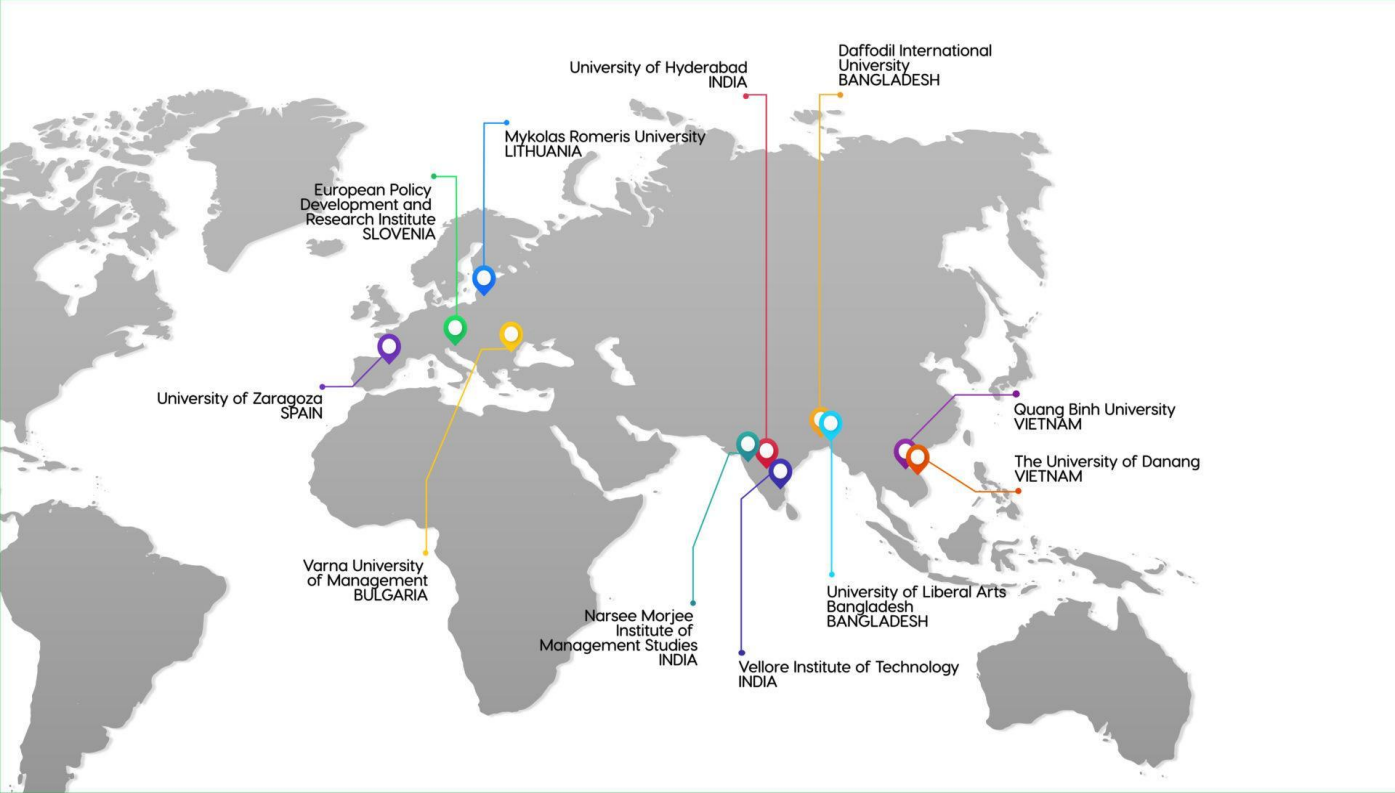 Daffodil International
University
BANGLADESH
University of Hyderabad
INDIA
Mykolas Romeris University
LITHUANIA
European Policy
Development and
Research Institute
SLOVENIA
University of Zaragoza
SPAIN
Quang Binh University
VIETNAM
The University of Danang
VIETNAM
Varna University
of Management
BULGARIA
University of Liberal Arts
Bangladesh
BANGLADESH
Narsee Morjee
Institute of
Management Studies
INDIA
Vellore Institute of Technology
INDIA